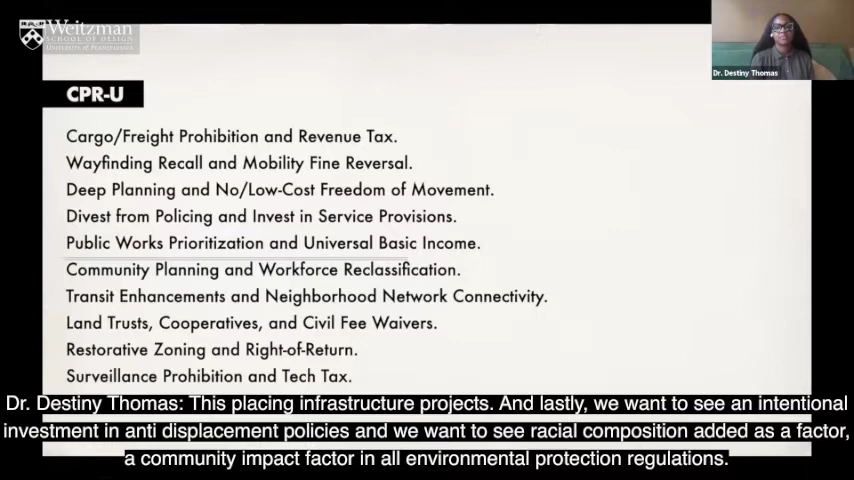 Weitzman
SCHOOL OF DESIGN
UNIVERSITY OF PENNSYLVANIA
Dr. Destiny Thomas
CPR-U
Cargo/Freight Prohibition and Revenue Tax.
Wayfinding Recall and Mobility Fine Reversal.
Deep Planning and No/Low-Cost Freedom of Movement.
Divest from Policing and Invest in Service Provisions.
Public Works Prioritization and Universal Basic Income.
Community Planning and Workforce Reclassification.
Transit Enhancements and Neighborhood Network Connectivity.
Land Trusts, Cooperatives, and Civil Fee Waivers.
Restorative Zoning and Right-of-Return.
Surveillance Prohibition and Tech Tax.
Dr. Destiny Thomas: This placing infrastructure projects. And lastly, we want to see an intentional
investment in anti displacement policies and we want to see racial composition added as a factor,
a community impact factor in all environmental protection regulations.